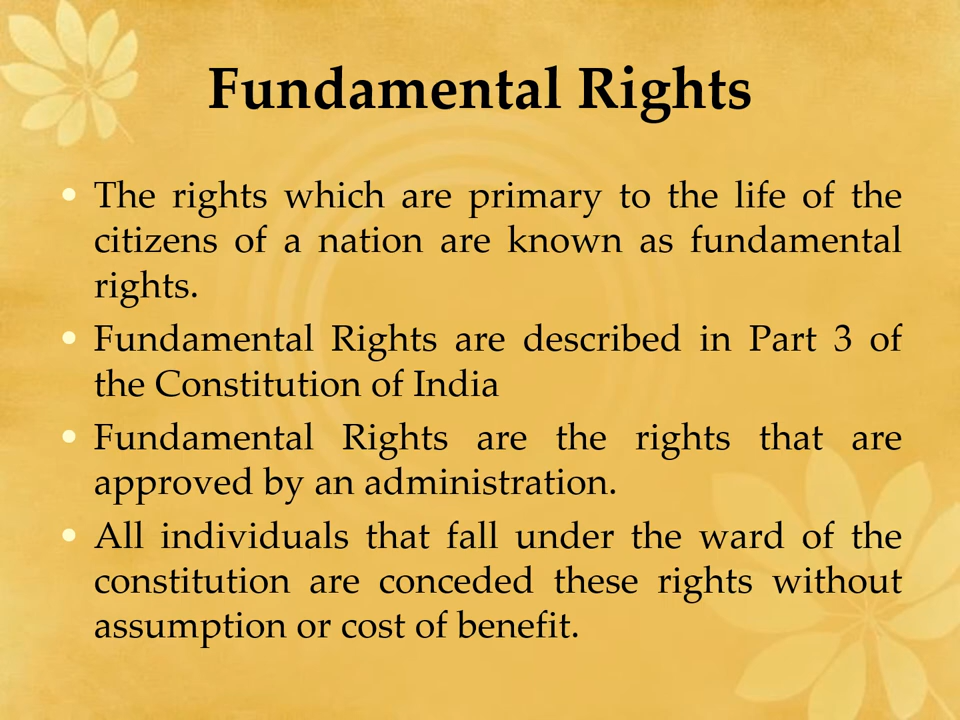 Fundamental Rights
• The rights which are primary to the life of the
citizens of a nation are known as fundamental
rights.
• Fundamental Rights are described in Part 3 of
the Constitution of India
• Fundamental Rights are the rights that are
approved by an administration.
• All individuals that fall under the ward of the
constitution are conceded these rights without
assumption or cost of benefit.